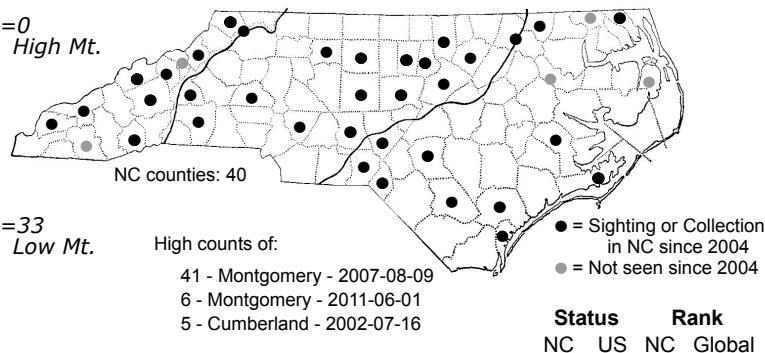 =0
High Mt.
NC counties: 40
=33
Low Mt.
High counts of:
41 - Montgomery - 2007-08-09
6 - Montgomery - 2011-06-01
5 - Cumberland - 2002-07-16
● = Sighting or Collection
in NC since 2004
● = Not seen since 2004
Status Rank
NC US NC Global